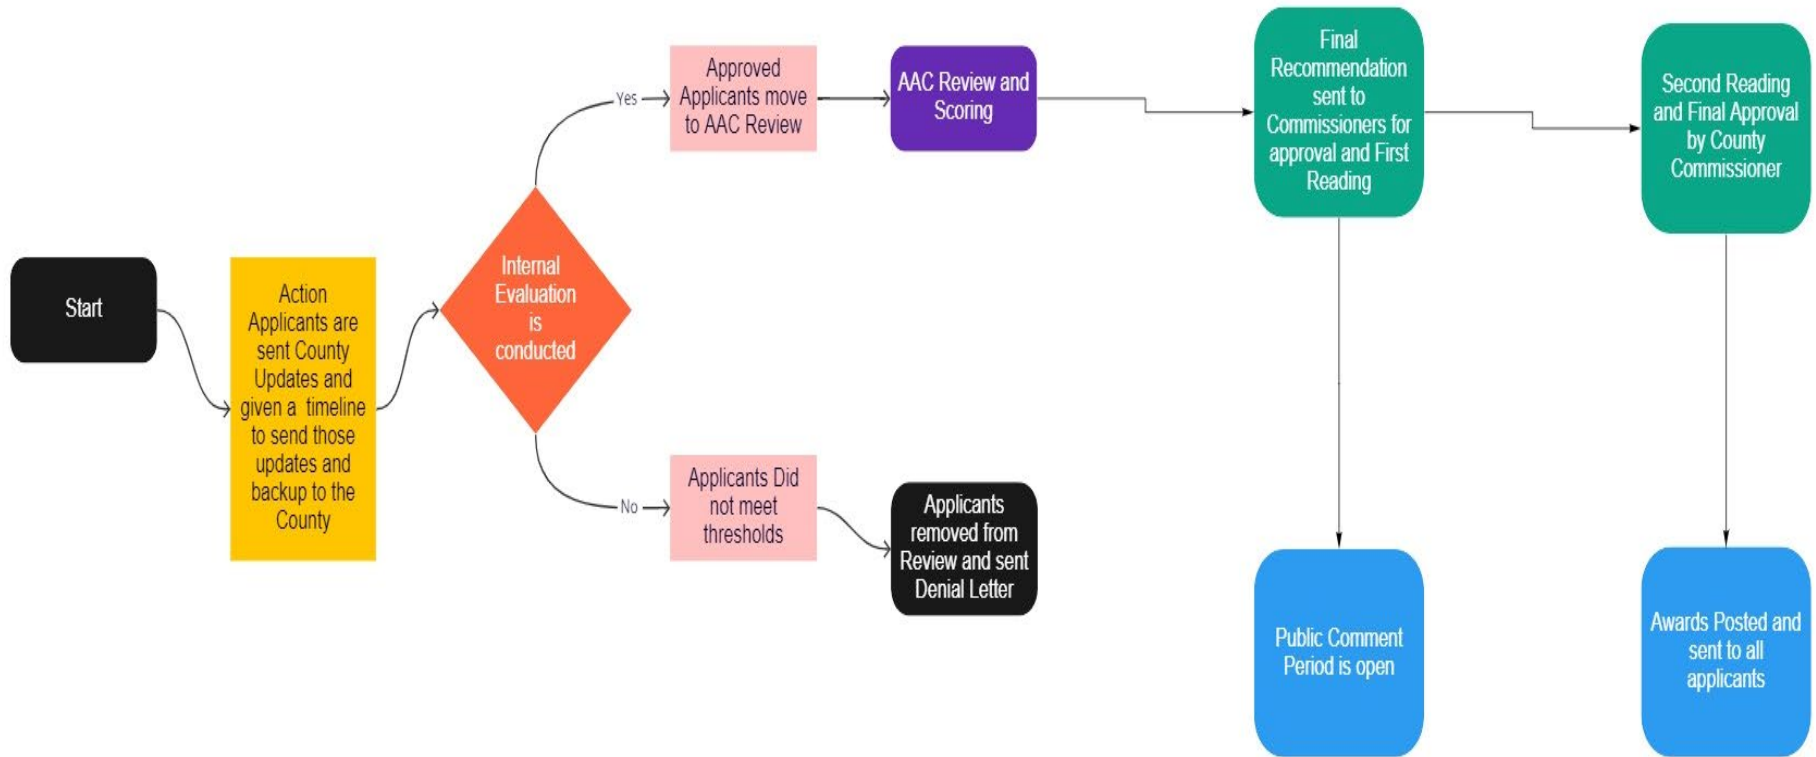 Start
Action
Applicants are
sent County
Updates and
given a timeline
to send those
updates and
backup to the
County
Internal
Evaluation
is
conducted
Yes
Approved
Applicants move
to AAC Review
AAC Review and
Scoring
Final
Recommendation
sent to
Commissioners for
approval and First
Reading
Second Reading
and Final Approval
by County
Commissioner
No
Applicants Did
not meet
thresholds
Applicants
removed from
Review and sent
Denial Letter
Public Comment
Period is open
Awards Posted and
sent to all
applicants